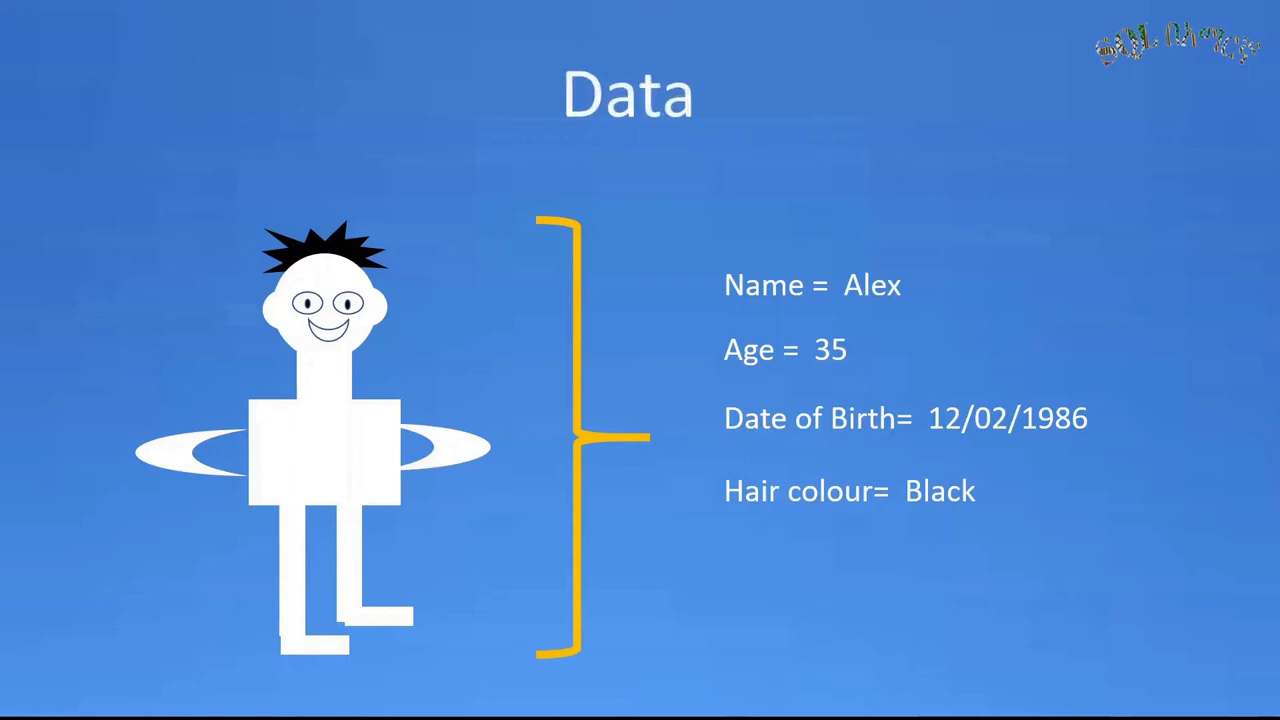 Data
Name = Alex
Age = 35
Date of Birth= 12/02/1986
Hair colour= Black